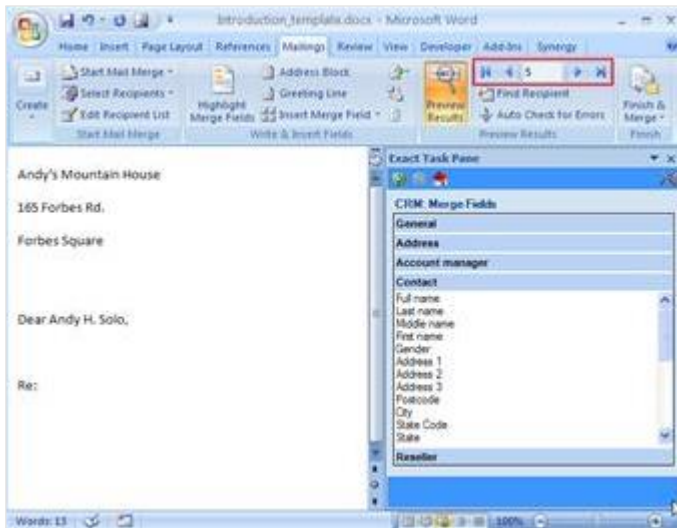 Introduction_template.docx - Microsoft Word
Home Insert Page Layout References Mailings Review View Developer Add-Ins Synergy
Create
Start Mail Merge
Select Recipients
Edit Recipient List
Start Mail Merge
Highlight Merge Fields
Address Block
Greeting Line
Insert Merge Field
Write & Insert Fields
Preview Results
5
Find Recipient
Auto Check for Errors
Preview Results
Finish & Merge
Finish
Andy's Mountain House
165 Forbes Rd.
Forbes Square
Dear Andy H. Solo,
Re:
Exact Task Pane
CRM: Merge Fields
General
Address
Account manager
Contact
Full name
Last name
Middle name
First name
Gender
Address 1
Address 2
Address 3
Postcode
City
State Code
State
Reseller
Words: 13
100%